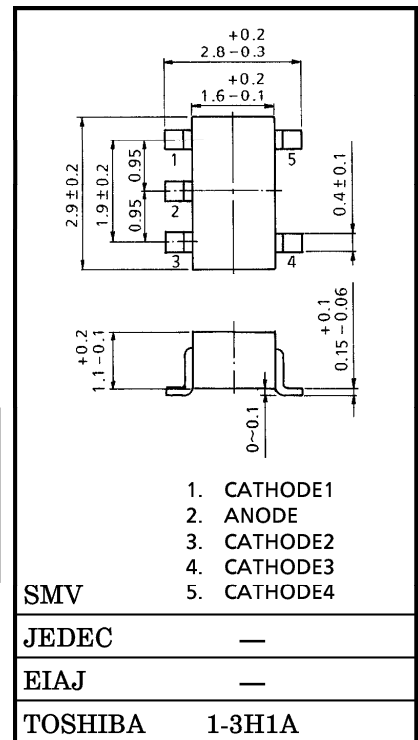 +0.2
2.8−0.3
+0.2
1.6−0.1
2.9±0.2
1.9±0.2
0.95
0.95
1
2
3
5
4
0.4±0.1
+0.2
1.1−0.1
+0.1
0.15−0.06
0~0.1
1. CATHODE1
2. ANODE
3. CATHODE2
4. CATHODE3
SMV 5. CATHODE4
JEDEC —
EIAJ —
TOSHIBA 1-3H1A